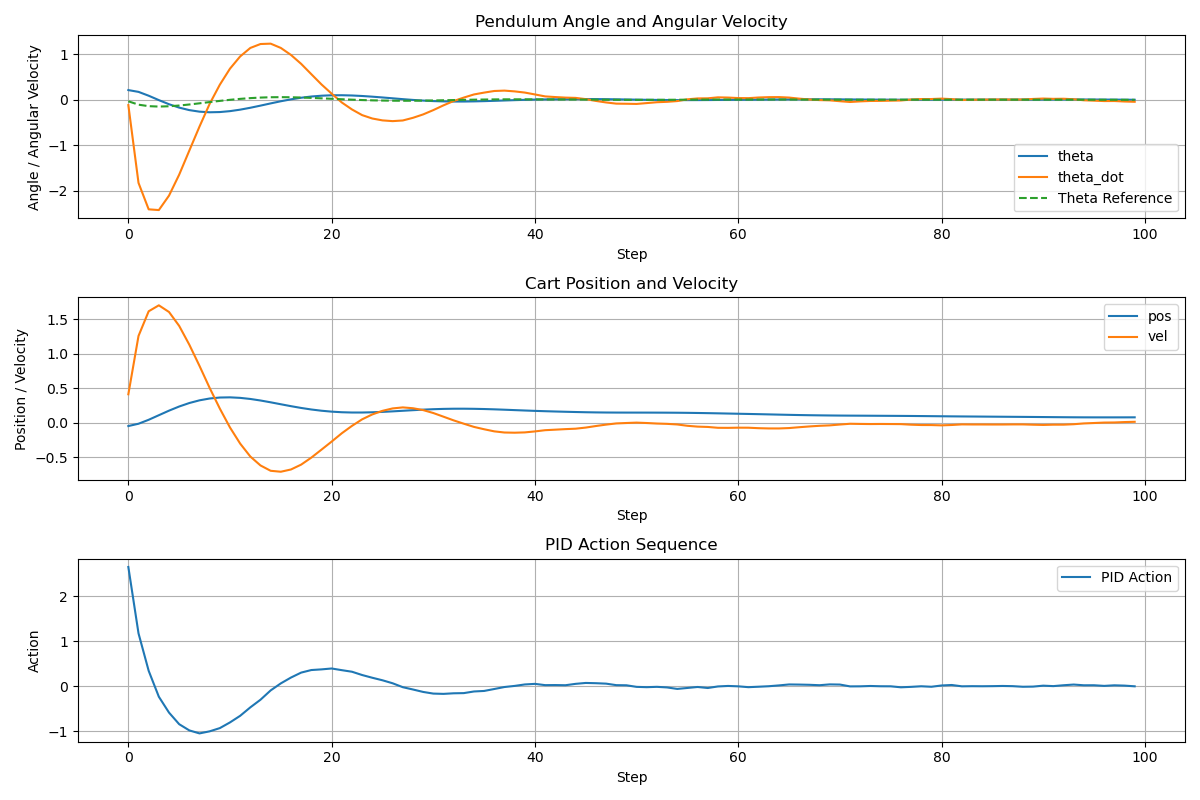 Pendulum Angle and Angular Velocity
Angle / Angular Velocity
1
0
−1
−2
theta
theta_dot
Theta Reference
0 20 40 60 80 100
Step
Cart Position and Velocity
Position / Velocity
1.5
1.0
0.5
0.0
−0.5
pos
vel
0 20 40 60 80 100
Step
PID Action Sequence
Action
2
1
0
−1
PID Action
0 20 40 60 80 100
Step